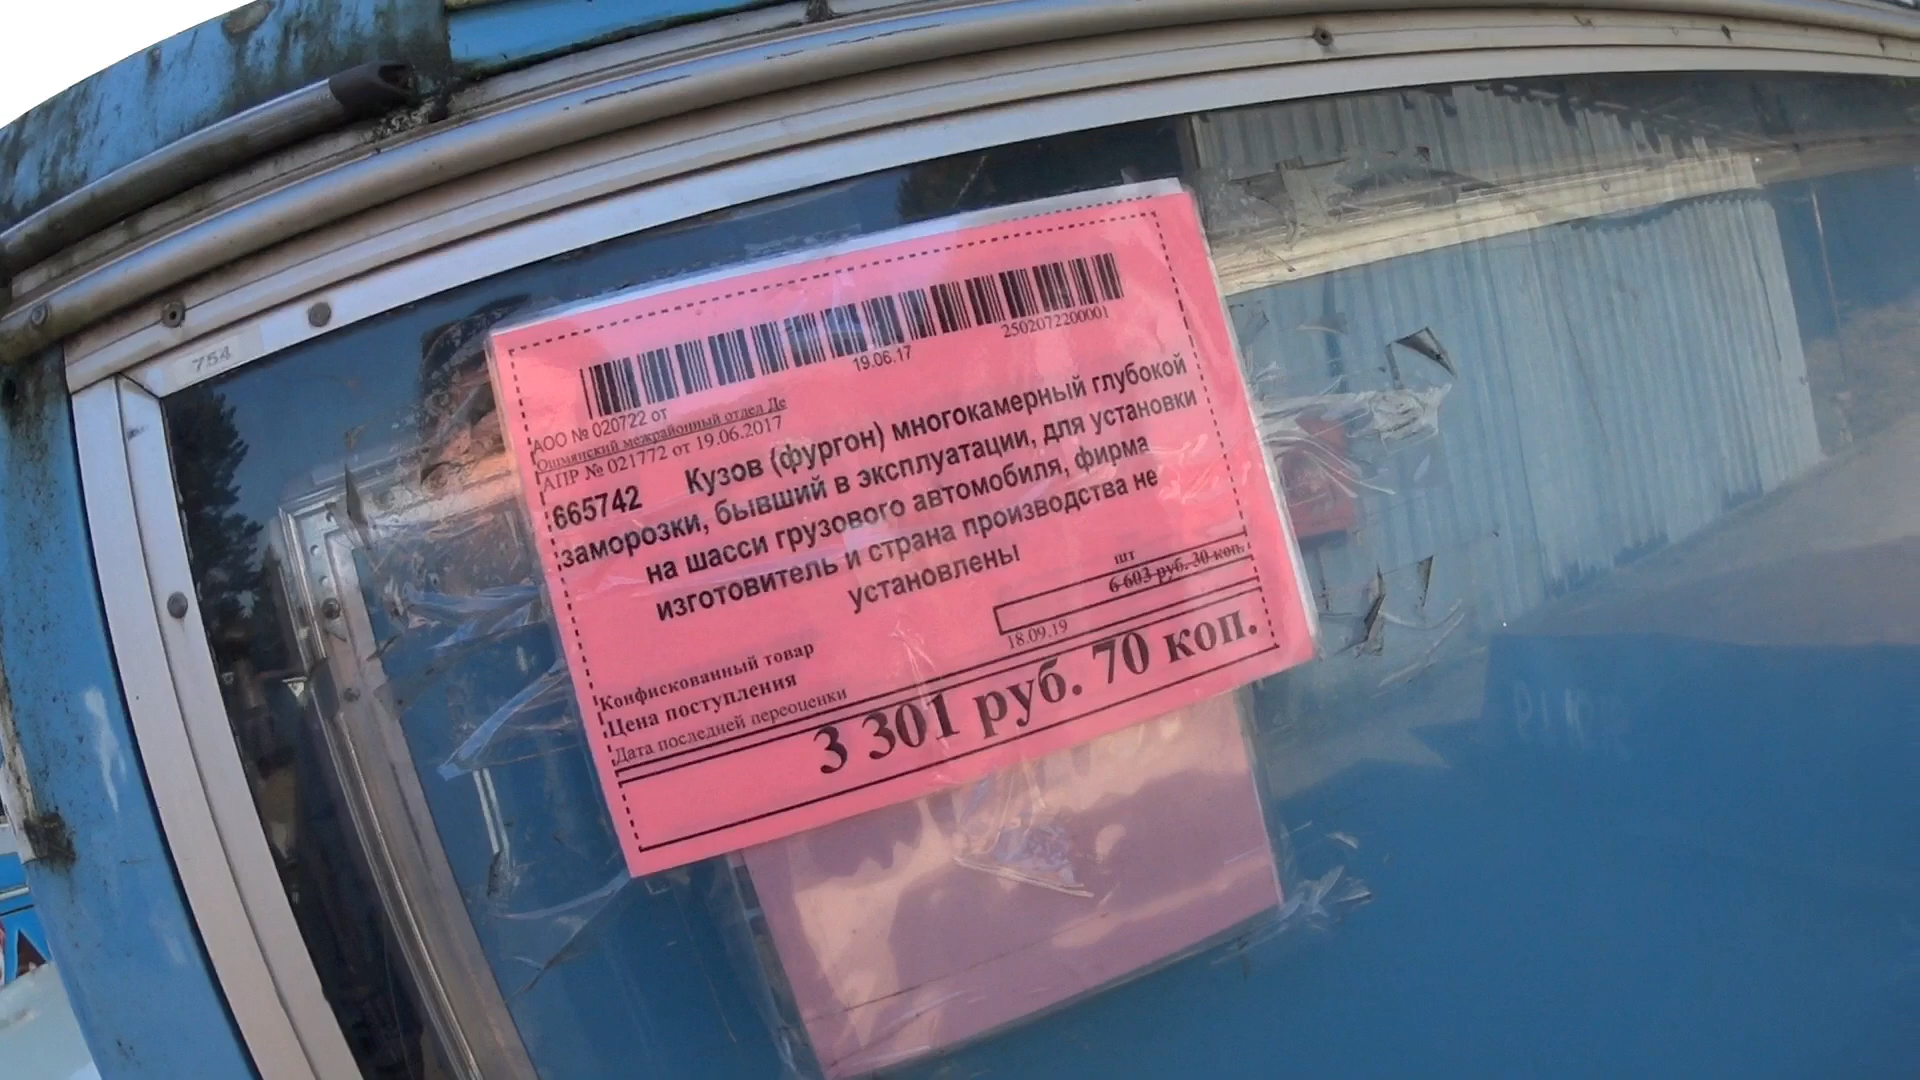 754
2502072200001
19.06.17
АОО № 020722 от
Ошмянский межрайонный отдел Де
АПР № 021772 от 19.06.2017
665742 Кузов (фургон) многокамерный глубокой
заморозки, бывший в эксплуатации, для установки
на шасси грузового автомобиля, фирма
изготовитель и страна производства не
установлены
шт
Конфискованный товар
Цена поступления 6 603 руб. 30 коп.
Дата последней переоценки 18.09.19
3 301 руб. 70 коп.